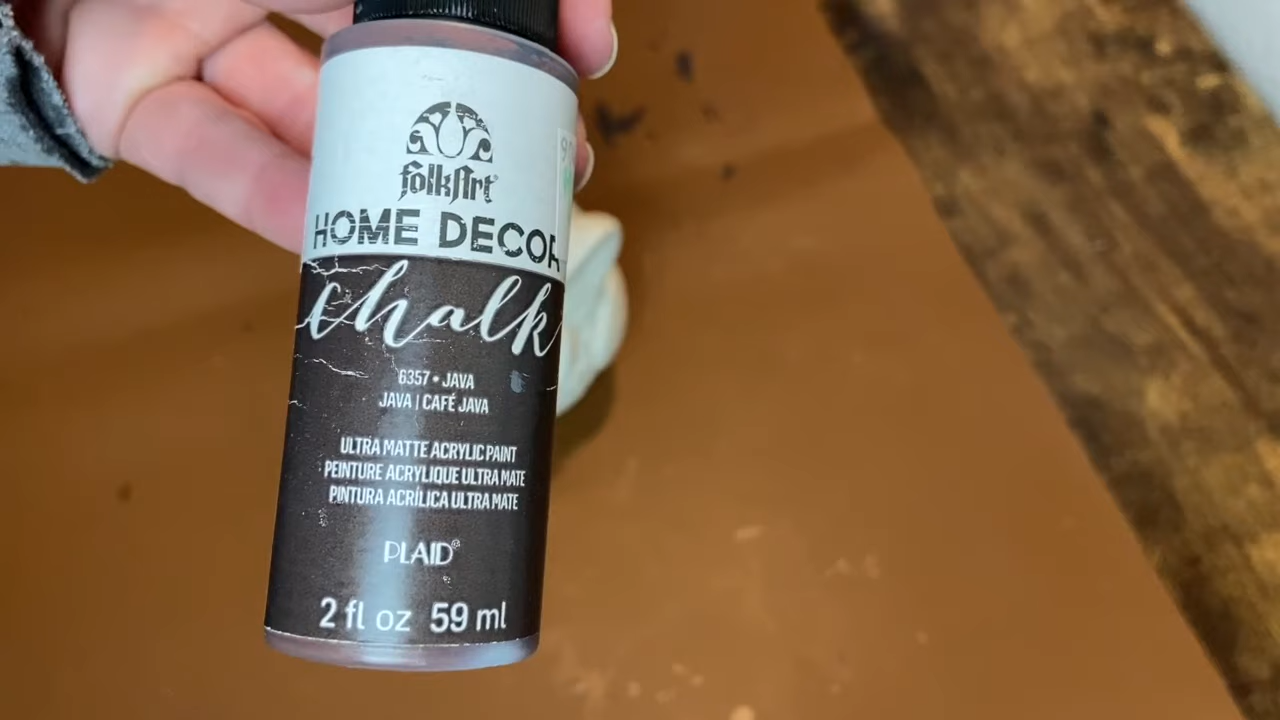 folkArt®
HOME DECOR
chalk
6357 • JAVA
JAVA | CAFÉ JAVA
ULTRA MATTE ACRYLIC PAINT
PEINTURE ACRYLIQUE ULTRA MATE
PINTURA ACRÍLICA ULTRA MATE
PLAID®
2 fl oz 59 ml